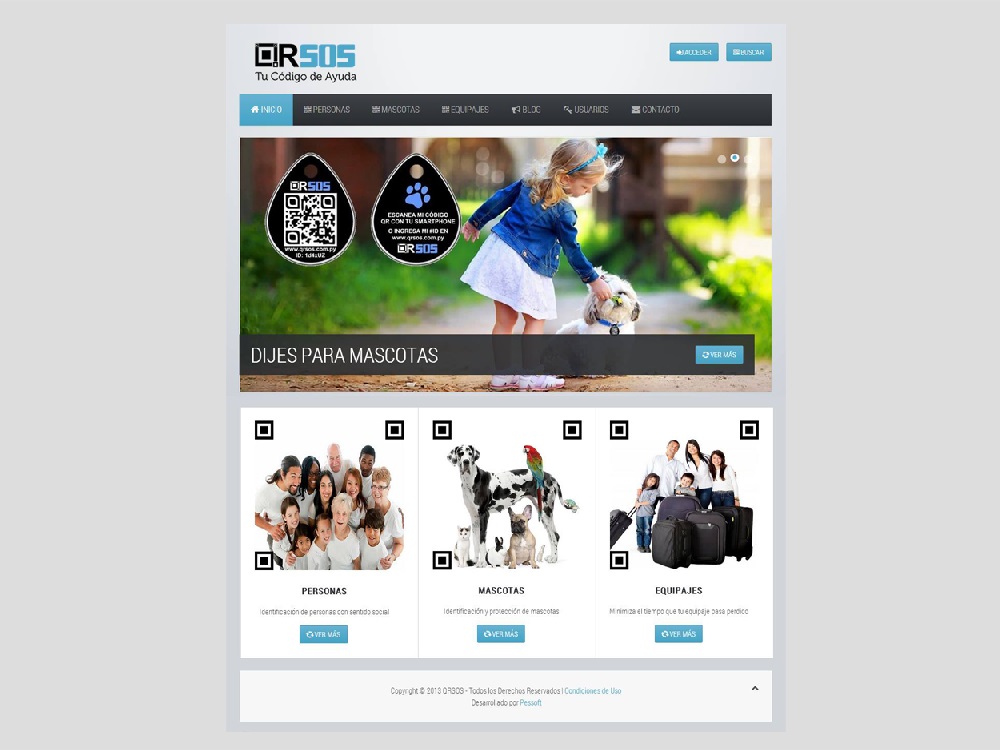 QRSOS
Tu Código de Ayuda
ACCEDER
BUSCAR
INICIO
PERSONAS
MASCOTAS
EQUIPAJES
BLOG
USUARIOS
CONTACTO
QRSOS
www.qrsos.com.py
ESCANEA MI CÓDIGO
QR CON TU SMARTPHONE
O INGRESA MI #ID EN
www.qrsos.com.py
QRSOS
DIJES PARA MASCOTAS
VER MÁS
PERSONAS
Identificación de personas con sentido social
VER MÁS
MASCOTAS
Identificación y protección de mascotas
VER MÁS
EQUIPAJES
Minimiza el tiempo que tu equipaje pasa perdido
VER MÁS
Copyright © 2013 QRSOS - Todos los Derechos Reservados | Condiciones de Uso
Desarrollado por Pessoft